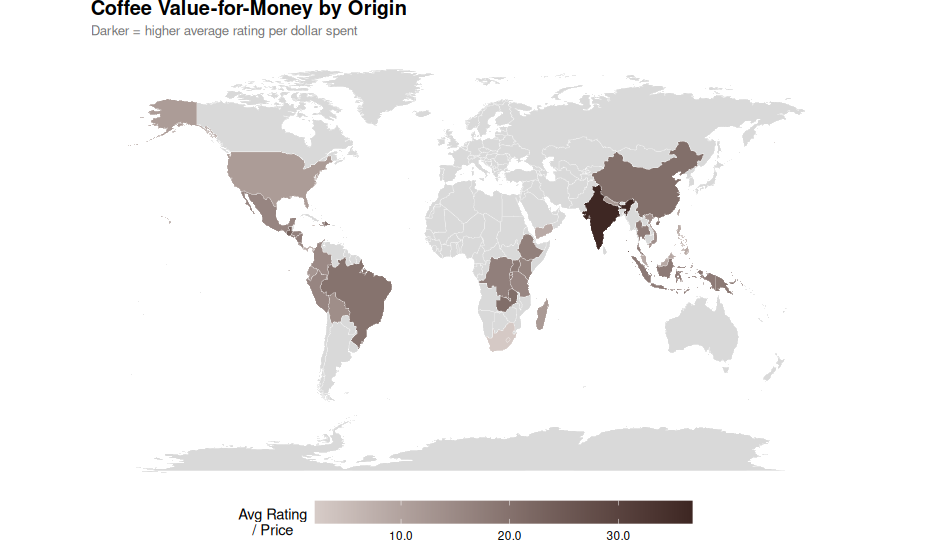 Coffee Value-for-Money by Origin
Darker = higher average rating per dollar spent
Avg Rating
/ Price
10.0 20.0 30.0